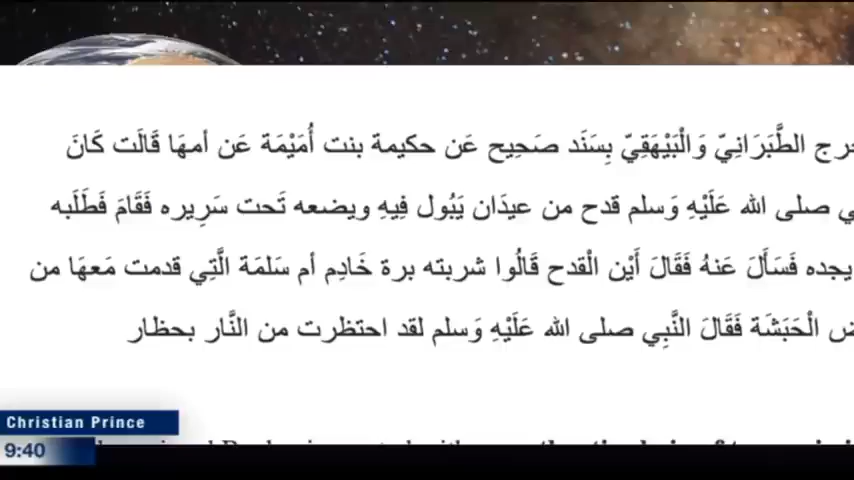 الطَّبَرَانِيّ وَالْبَيْهَقِيّ بِسَنَد صَحِيح عَن حكيمة بنت أُمَيْمَة عَن أمهَا قَالَت كَانَ
صلى الله عَلَيْهِ وَسلم قدح من عيدَان يَبُول فِيهِ ويضعه تَحت سَرِيره فَقَامَ فَطَلَبه
يجده فَسَأَلَ عَنهُ فَقَالَ أَيْن الْقدح قَالُوا شربته برة خَادِم أم سَلمَة الَّتِي قدمت مَعهَا من
الْحَبَشَة فَقَالَ النَّبِي صلى الله عَلَيْهِ وَسلم لقد احتظرت من النَّار بحظار
Christian Prince
9:40